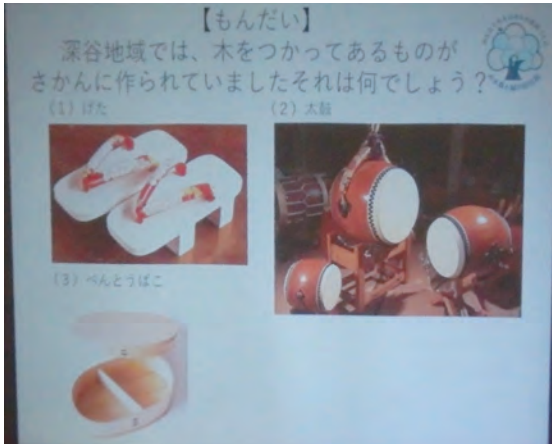 【もんだい】
深谷地域では、木をつかってあるものが
さかんに作られていましたそれは何でしょう？
(1) げた
(2) 太鼓
(3) べんとうばこ